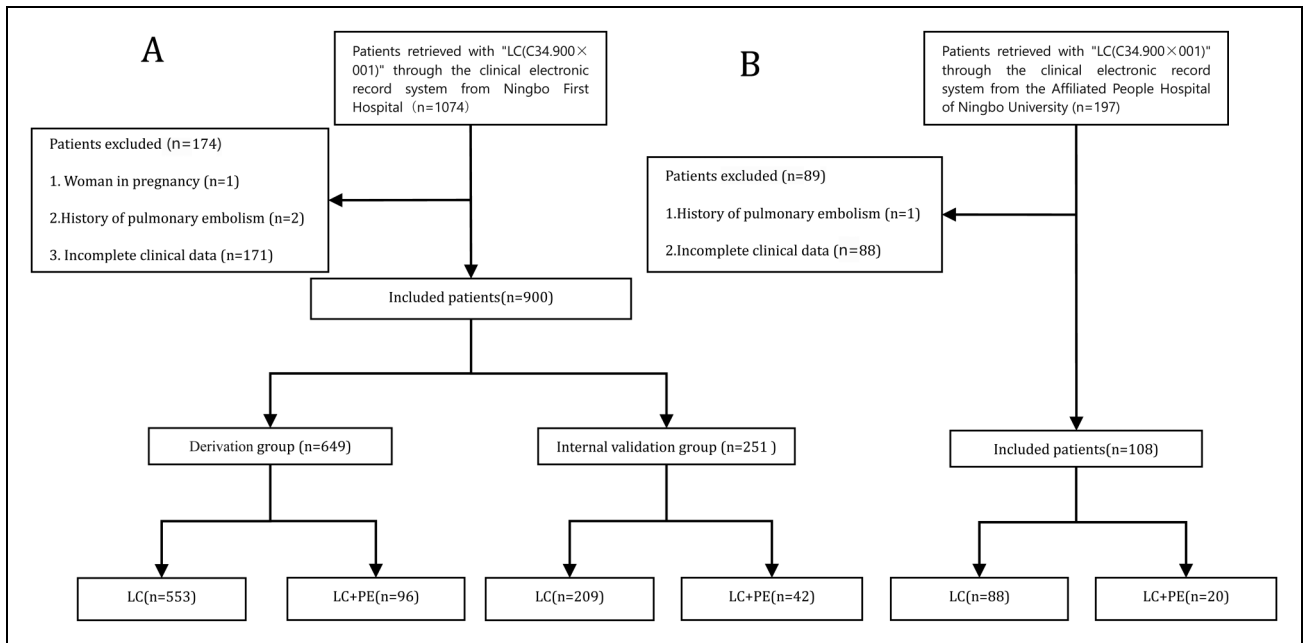 A
Patients retrieved with "LC(C34.900×
001)" through the clinical electronic
record system from Ningbo First
Hospital（n=1074）
Patients excluded (n=174)
1. Woman in pregnancy (n=1)
2.History of pulmonary embolism (n=2)
3. Incomplete clinical data (n=171)
Included patients(n=900)
Derivation group (n=649)
Internal validation group (n=251 )
LC(n=553)
LC+PE(n=96)
LC(n=209)
LC+PE(n=42)
B
Patients retrieved with "LC(C34.900×001)"
through the clinical electronic record
system from the Affiliated People Hospital
of Ningbo University (n=197)
Patients excluded (n=89)
1.History of pulmonary embolism (n=1)
2.Incomplete clinical data (n=88)
Included patients(n=108)
LC(n=88)
LC+PE(n=20)